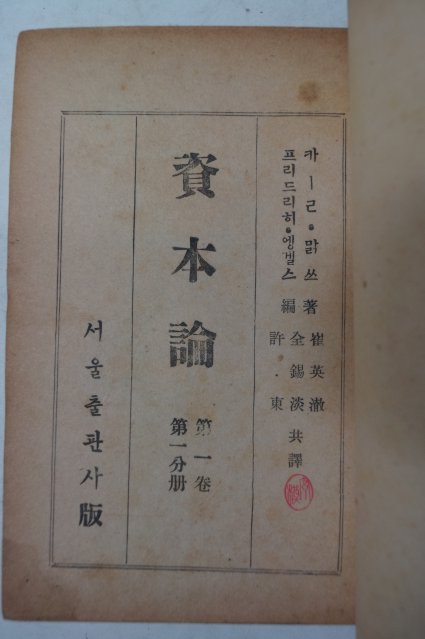 카ㅣ르·맑쓰著
프리드리히·엥겔스編
崔英澈
全錫淡共譯
許·東
資本論
第一卷
第一分册
서울출판사版